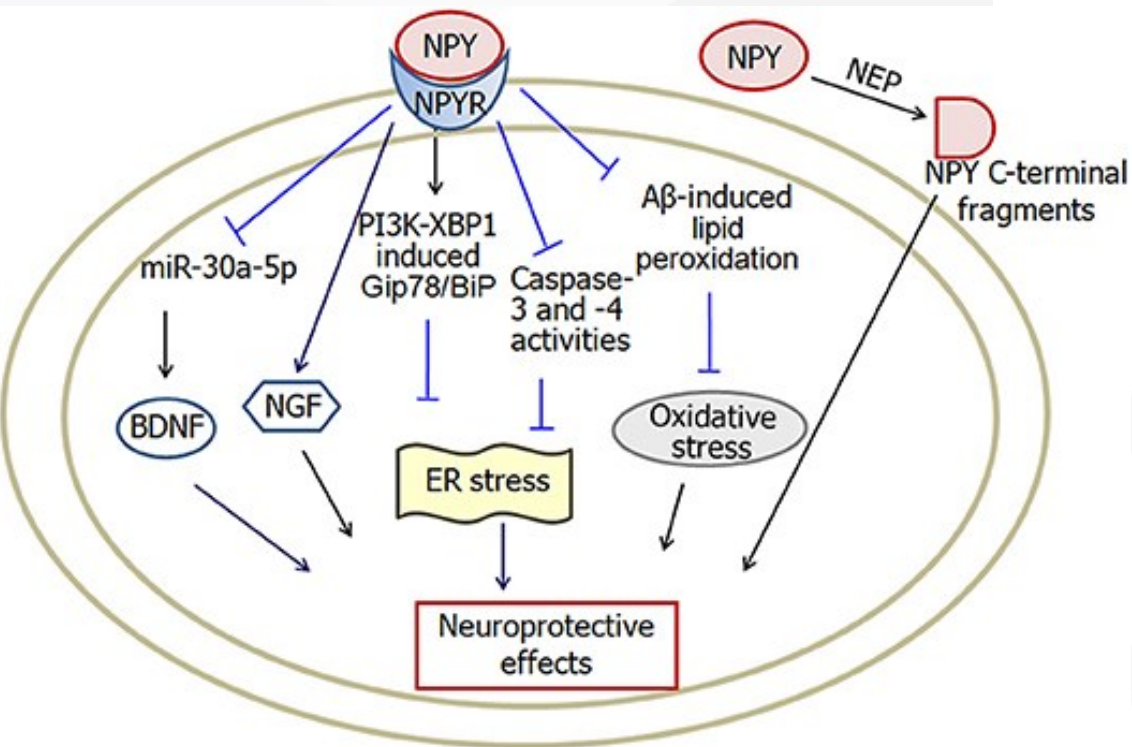 NPY
NPYR
NPY
NEP
NPY C-terminal
fragments
miR-30a-5p
PI3K-XBP1
induced
Gip78/BiP
Caspase-
3 and -4
activities
Aβ-induced
lipid
peroxidation
BDNF
NGF
ER stress
Oxidative
stress
Neuroprotective
effects